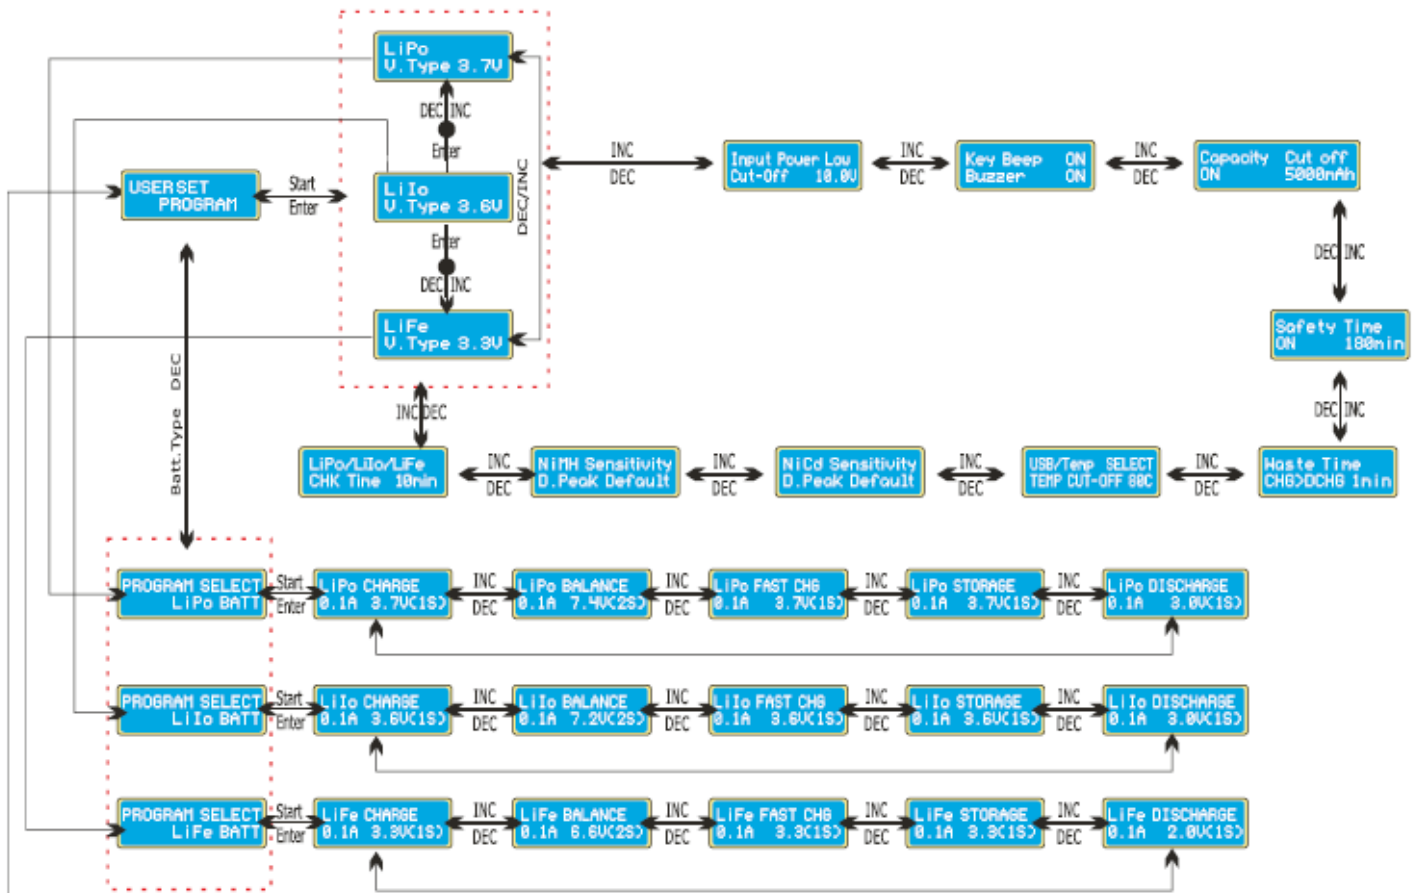 LiPo
V.Type 3.7V
DEC INC
Enter
LiIo
V.Type 3.6V
Enter
DEC INC
LiFe
V.Type 3.3V
DEC/INC
USER SET
PROGRAM
Start
Enter
INC
DEC
Input Power Low
Cut-Off 10.0V
INC
DEC
Key Beep ON
Buzzer ON
INC
DEC
Capacity Cut off
ON 5000mAh
DEC INC
Safety Time
ON 180min
DEC INC
Batt.Type DEC
INC DEC
LiPo/LiIo/LiFe
CHK Time 10min
INC
DEC
NiMH Sensitivity
D.Peak Default
INC
DEC
NiCd Sensitivity
D.Peak Default
INC
DEC
USB/Temp SELECT
TEMP CUT-OFF 80C
INC
DEC
Waste Time
CHG>DCHG 1min
PROGRAM SELECT
LiPo BATT
Start
Enter
LiPo CHARGE
0.1A 3.7V(1S)
INC
DEC
LiPo BALANCE
0.1A 7.4V(2S)
INC
DEC
LiPo FAST CHG
0.1A 3.7V(1S)
INC
DEC
LiPo STORAGE
0.1A 3.7V(1S)
INC
DEC
LiPo DISCHARGE
0.1A 3.0V(1S)
PROGRAM SELECT
LiIo BATT
Start
Enter
LiIo CHARGE
0.1A 3.6V(1S)
INC
DEC
LiIo BALANCE
0.1A 7.2V(2S)
INC
DEC
LiIo FAST CHG
0.1A 3.6V(1S)
INC
DEC
LiIo STORAGE
0.1A 3.6V(1S)
INC
DEC
LiIo DISCHARGE
0.1A 3.0V(1S)
PROGRAM SELECT
LiFe BATT
Start
Enter
LiFe CHARGE
0.1A 3.3V(1S)
INC
DEC
LiFe BALANCE
0.1A 6.6V(2S)
INC
DEC
LiFe FAST CHG
0.1A 3.3(1S)
INC
DEC
LiFe STORAGE
0.1A 3.3(1S)
INC
DEC
LiFe DISCHARGE
0.1A 2.0V(1S)